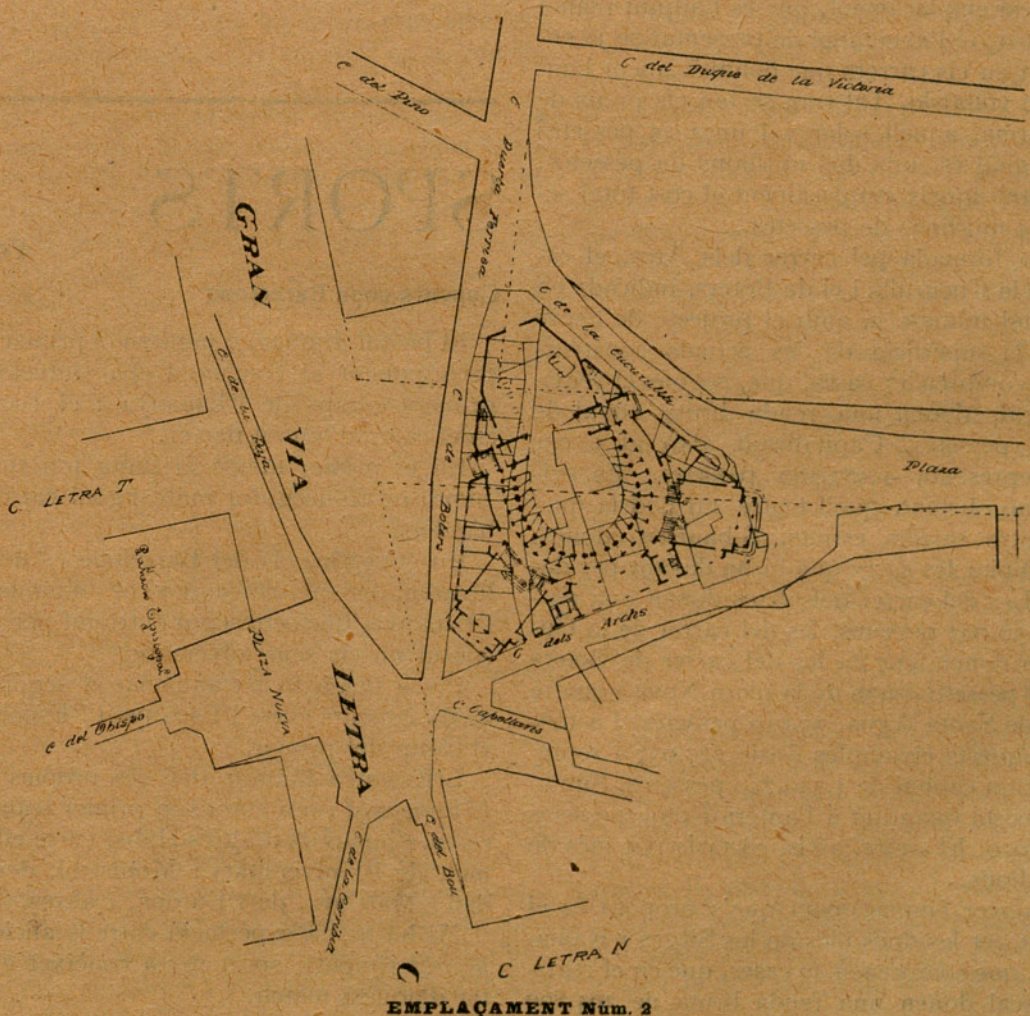 C del Duque de la Victoria
C del Pino
C Puerta Ferrisa
GRAN
VIA
LETRA
C
C de la Cucurulla
C de la Paja
C de Boters
Plaza
C LETRA T
Palacio Episcopal
PLAZA NUEVA
C dels Archs
C Capellans
C del Obispo
C del Bou
C de la Corribia
C LETRA N
EMPLAÇAMENT Núm. 2